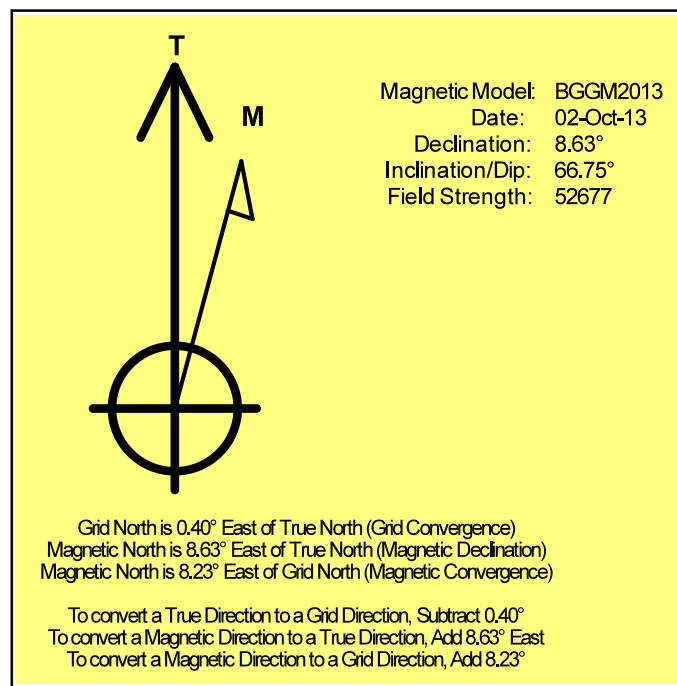 T
M
Magnetic Model: BGGM2013
Date: 02-Oct-13
Declination: 8.63°
Inclination/Dip: 66.75°
Field Strength: 52677
Grid North is 0.40° East of True North (Grid Convergence)
Magnetic North is 8.63° East of True North (Magnetic Declination)
Magnetic North is 8.23° East of Grid North (Magnetic Convergence)
To convert a True Direction to a Grid Direction, Subtract 0.40°
To convert a Magnetic Direction to a True Direction, Add 8.63° East
To convert a Magnetic Direction to a Grid Direction, Add 8.23°